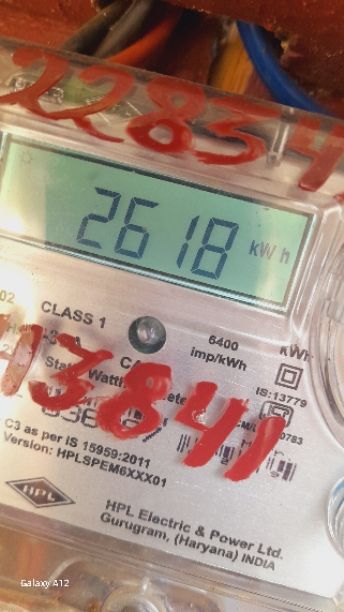 22834
2618 kWh
CLASS 1
6400
imp/kWh
kWh
IS:13779
13841
C3 as per IS 15959:2011
Version: HPLSPEM6XXX01
HPL
HPL Electric & Power Ltd.
Gurugram, (Haryana) INDIA
Galaxy A12